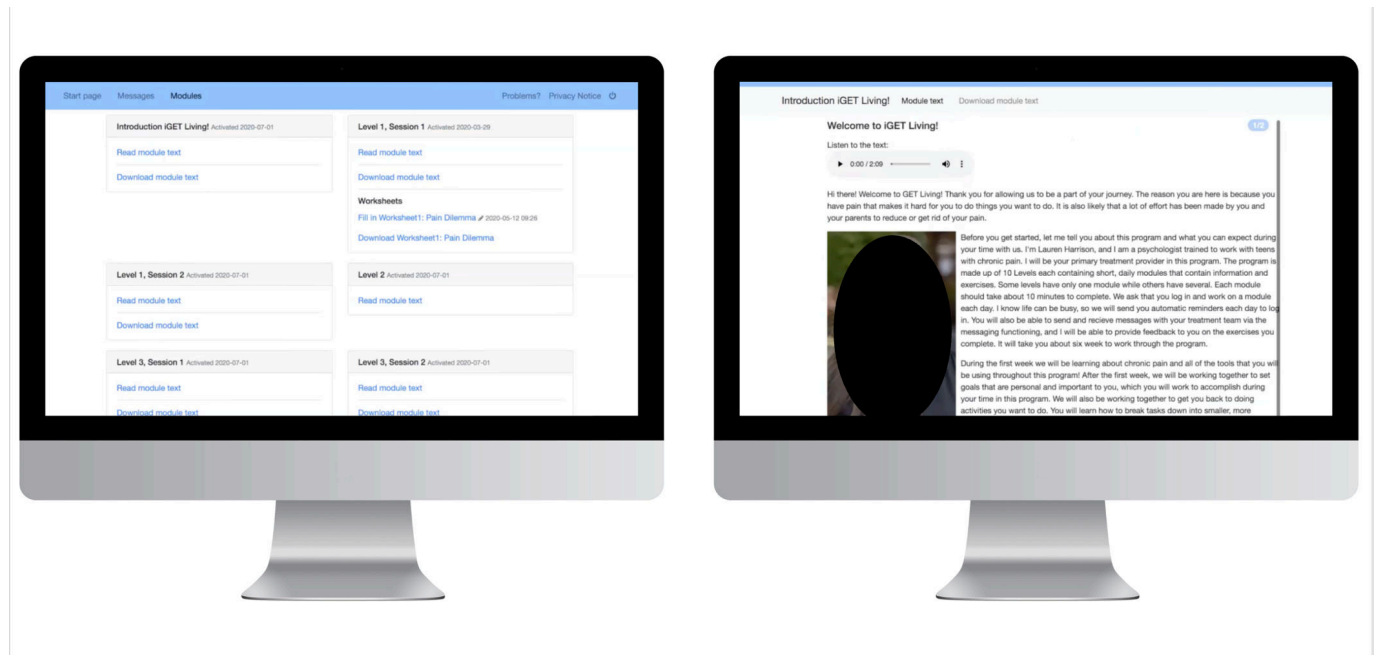 Start page Messages Modules Problems? Privacy Notice
Introduction iGET Living! Activated 2020-07-01
Read module text
Download module text
Level 1, Session 1 Activated 2020-03-29
Read module text
Download module text
Worksheets
Fill in Worksheet1: Pain Dilemma 2020-05-12 09:26
Download Worksheet1: Pain Dilemma
Level 1, Session 2 Activated 2020-07-01
Read module text
Download module text
Level 2 Activated 2020-07-01
Read module text
Level 3, Session 1 Activated 2020-07-01
Read module text
Download module text
Level 3, Session 2 Activated 2020-07-01
Read module text
Download module text
Introduction iGET Living! Module text Download module text
Welcome to iGET Living!
1/2
Listen to the text:
0:00 / 2:09
Hi there! Welcome to GET Living! Thank you for allowing us to be a part of your journey. The reason you are here is because you
have pain that makes it hard for you to do things you want to do. It is also likely that a lot of effort has been made by you and
your parents to reduce or get rid of your pain.
Before you get started, let me tell you about this program and what you can expect during
your time with us. I'm Lauren Harrison, and I am a psychologist trained to work with teens
with chronic pain. I will be your primary treatment provider in this program. The program is
made up of 10 Levels each containing short, daily modules that contain information and
exercises. Some levels have only one module while others have several. Each module
should take about 10 minutes to complete. We ask that you log in and work on a module
each day. I know life can be busy, so we will send you automatic reminders each day to log
in. You will also be able to send and recieve messages with your treatment team via the
messaging functioning, and I will be able to provide feedback to you on the exercises you
complete. It will take you about six week to work through the program.
During the first week we will be learning about chronic pain and all of the tools that you will
be using throughout this program! After the first week, we will be working together to set
goals that are personal and important to you, which you will work to accomplish during
your time in this program. We will also be working together to get you back to doing
activities you want to do. You will learn how to break tasks down into smaller, more